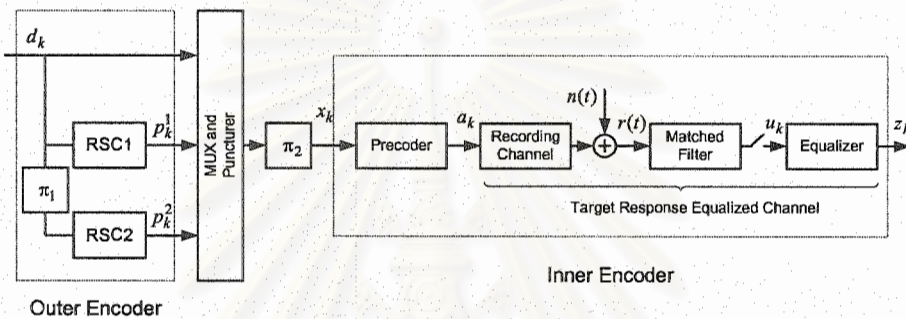 d_k
RSC1
p_k^1
π_1
RSC2
p_k^2
Outer Encoder
MUX and Puncturer
π_2
x_k
Precoder
a_k
Recording
Channel
n(t)
r(t)
Matched
Filter
u_k
Equalizer
Target Response Equalized Channel
Inner Encoder